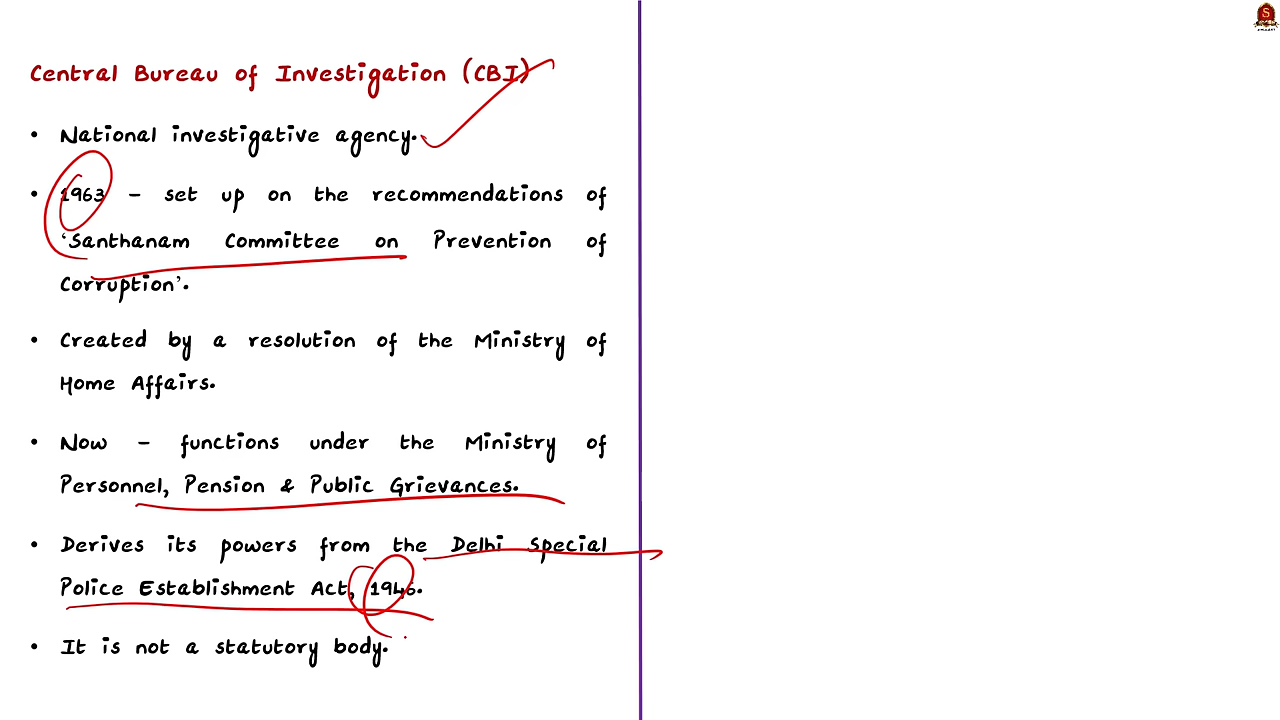 Central Bureau of Investigation (CBI)
• National investigative agency.
• 1963 – set up on the recommendations of
‘Santhanam Committee on Prevention of
Corruption’.
• Created by a resolution of the Ministry of
Home Affairs.
• Now – functions under the Ministry of
Personnel, Pension & Public Grievances.
• Derives its powers from the Delhi Special
Police Establishment Act, 1946.
• It is not a statutory body.